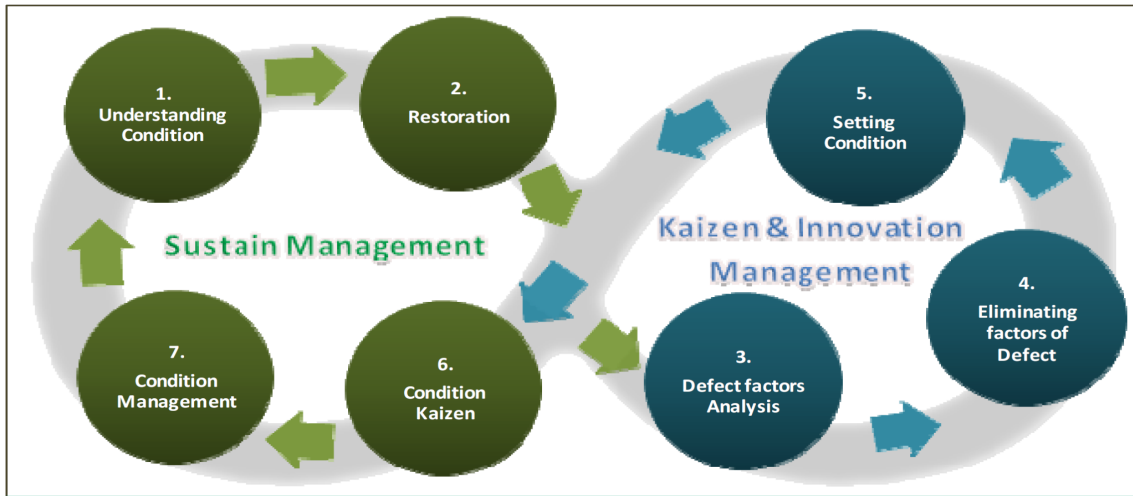 1.
Understanding
Condition
2.
Restoration
5.
Setting
Condition
Sustain Management
Kaizen & Innovation
Management
4.
Eliminating
factors of
Defect
7.
Condition
Management
6.
Condition
Kaizen
3.
Defect factors
Analysis